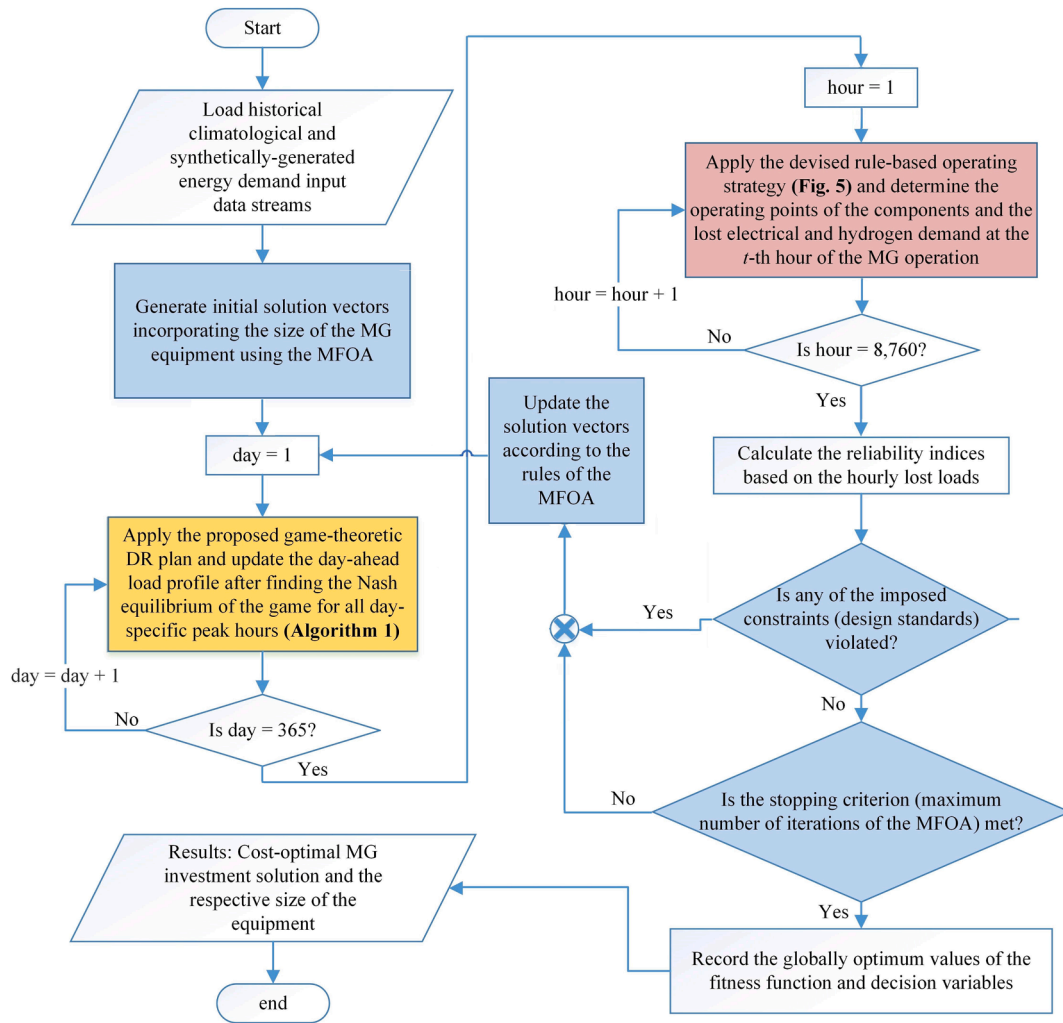 Start
Load historical
climatological and
synthetically-generated
energy demand input
data streams
Generate initial solution vectors
incorporating the size of the MG
equipment using the MFOA
day = 1
Apply the proposed game-theoretic
DR plan and update the day-ahead
load profile after finding the Nash
equilibrium of the game for all day-
specific peak hours (Algorithm 1)
day = day + 1
No
Is day = 365?
Yes
hour = 1
Apply the devised rule-based operating
strategy (Fig. 5) and determine the
operating points of the components and the
lost electrical and hydrogen demand at the
t-th hour of the MG operation
hour = hour + 1
No
Is hour = 8,760?
Yes
Update the
solution vectors
according to the
rules of the
MFOA
Calculate the reliability indices
based on the hourly lost loads
Yes
Is any of the imposed
constraints (design standards)
violated?
No
No
Is the stopping criterion (maximum
number of iterations of the MFOA) met?
Yes
Record the globally optimum values of the
fitness function and decision variables
Results: Cost-optimal MG
investment solution and the
respective size of the
equipment
end